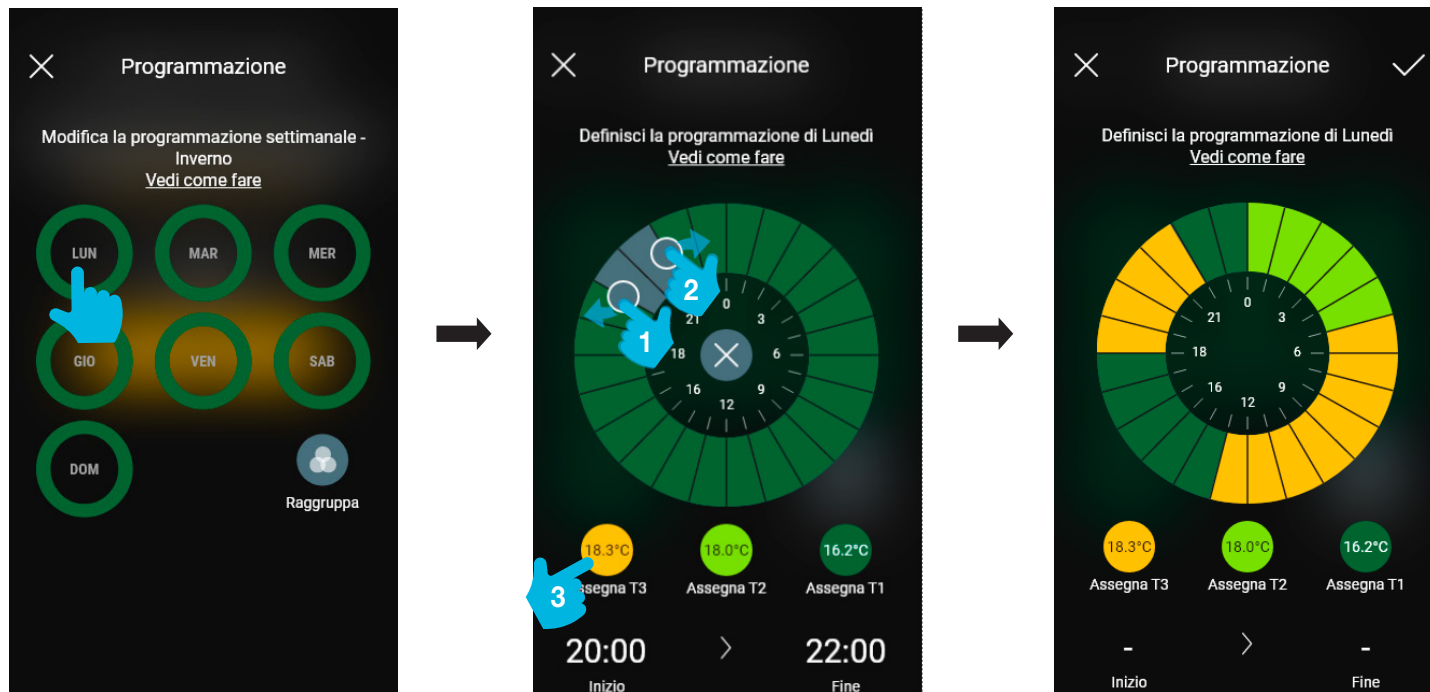 Programmazione
Modifica la programmazione settimanale -
Inverno
Vedi come fare
LUN
MAR
MER
GIO
VEN
SAB
DOM
Raggruppa
Programmazione
Definisci la programmazione di Lunedì
Vedi come fare
2
1
0
3
6
9
12
16
18
21
18.3°C
18.0°C
16.2°C
ssegna T3
Assegna T2
Assegna T1
3
20:00
22:00
Inizio
Fine
Programmazione
Definisci la programmazione di Lunedì
Vedi come fare
0
3
6
9
12
16
18
21
18.3°C
18.0°C
16.2°C
Assegna T3
Assegna T2
Assegna T1
-
-
Inizio
Fine